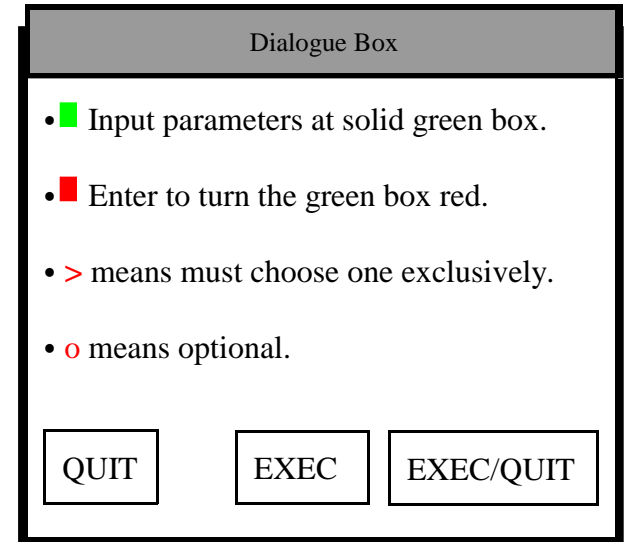 Dialogue Box
• Input parameters at solid green box.
• Enter to turn the green box red.
• > means must choose one exclusively.
• o means optional.
QUIT EXEC EXEC/QUIT